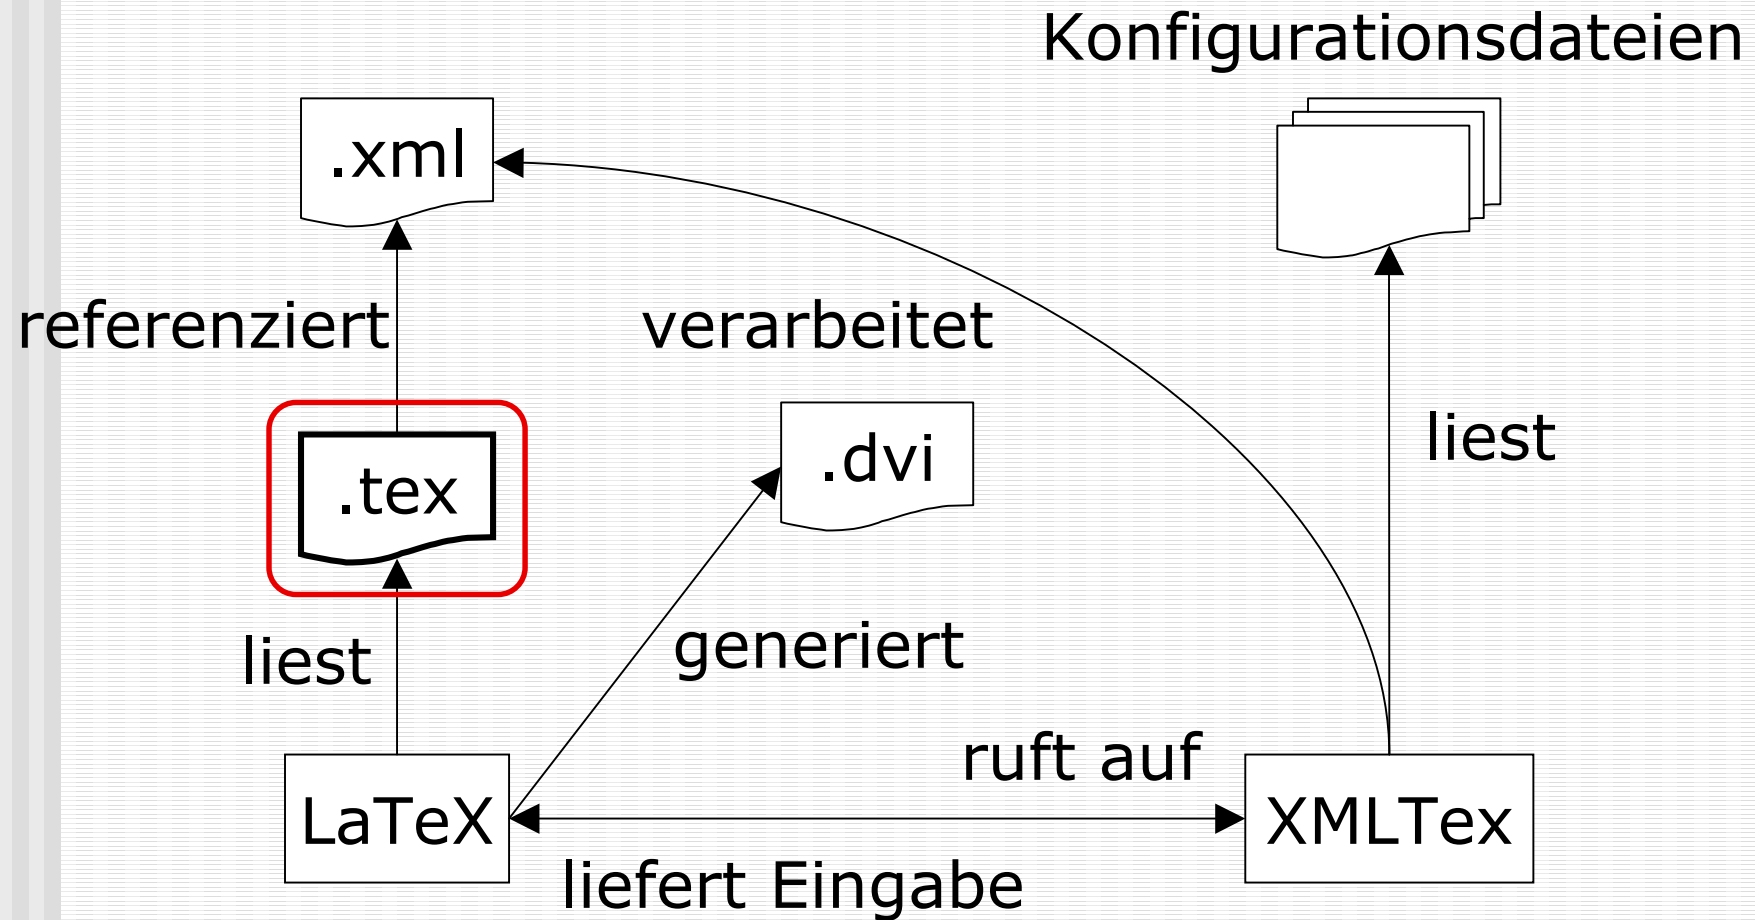 Konfigurationsdateien
.xml
referenziert
verarbeitet
.dvi
liest
.tex
generiert
liest
ruft auf
LaTeX
XMLTex
liefert Eingabe